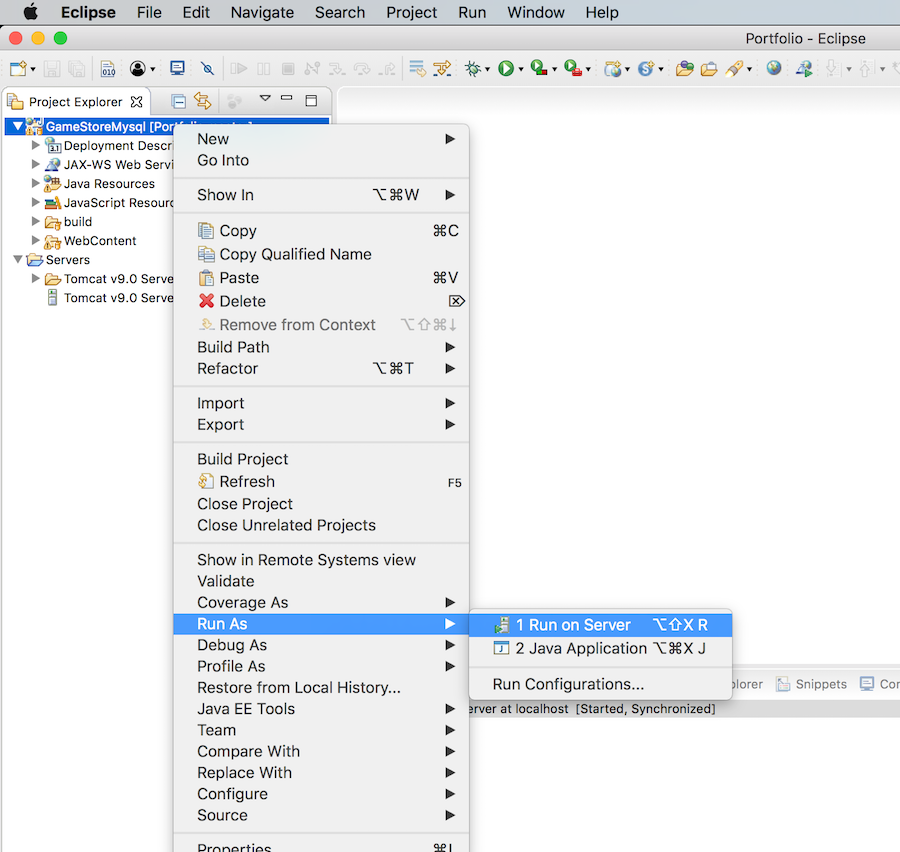 Eclipse File Edit Navigate Search Project Run Window Help
Portfolio - Eclipse
010
Project Explorer
GameStoreMysql
3.1 Deployment Descr
JAX-WS Web Servi
Java Resources
JavaScript Resourc
build
WebContent
Servers
Tomcat v9.0 Serve
Tomcat v9.0 Serve
New
Go Into
Show In ⌥⌘W
Copy ⌘C
Copy Qualified Name
Paste ⌘V
Delete ⌦
Remove from Context ⌥⇧⌘↓
Build Path
Refactor ⌥⌘T
Import
Export
Build Project
Refresh F5
Close Project
Close Unrelated Projects
Show in Remote Systems view
Validate
Coverage As
Run As
1 Run on Server ⌥⇧X R
2 Java Application ⌥⌘X J
Run Configurations...
Debug As
Profile As
Restore from Local History...
Java EE Tools
Team
Compare With
Replace With
Configure
Source
Properties ⌘I
plorer Snippets Con
erver at localhost [Started, Synchronized]